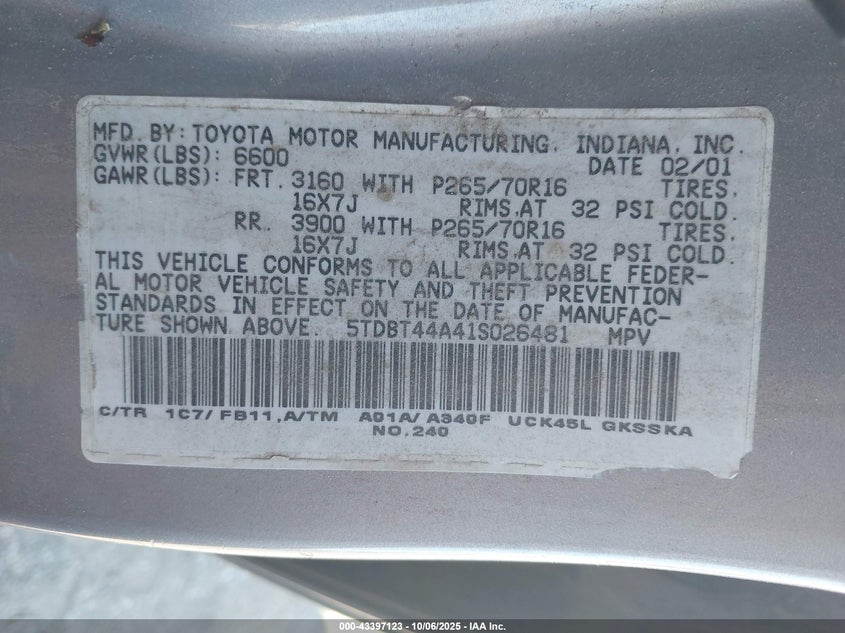 MFD. BY: TOYOTA MOTOR MANUFACTURING, INDIANA, INC.
GVWR(LBS): 6600 DATE 02/01
GAWR(LBS): FRT. 3160 WITH P265/70R16 TIRES.
16X7J RIMS.AT 32 PSI COLD.
RR. 3900 WITH P265/70R16 TIRES.
16X7J RIMS.AT 32 PSI COLD.
THIS VEHICLE CONFORMS TO ALL APPLICABLE FEDER-
AL MOTOR VEHICLE SAFETY AND THEFT PREVENTION
STANDARDS IN EFFECT ON THE DATE OF MANUFAC-
TURE SHOWN ABOVE. 5TDBT44A41S026481 MPV
C/TR 1C7/ FB11,A/TM A01A/ A340F UCK45L GKSSKA
NO.240
000-43397123 – 10/06/2025 – IAA Inc.